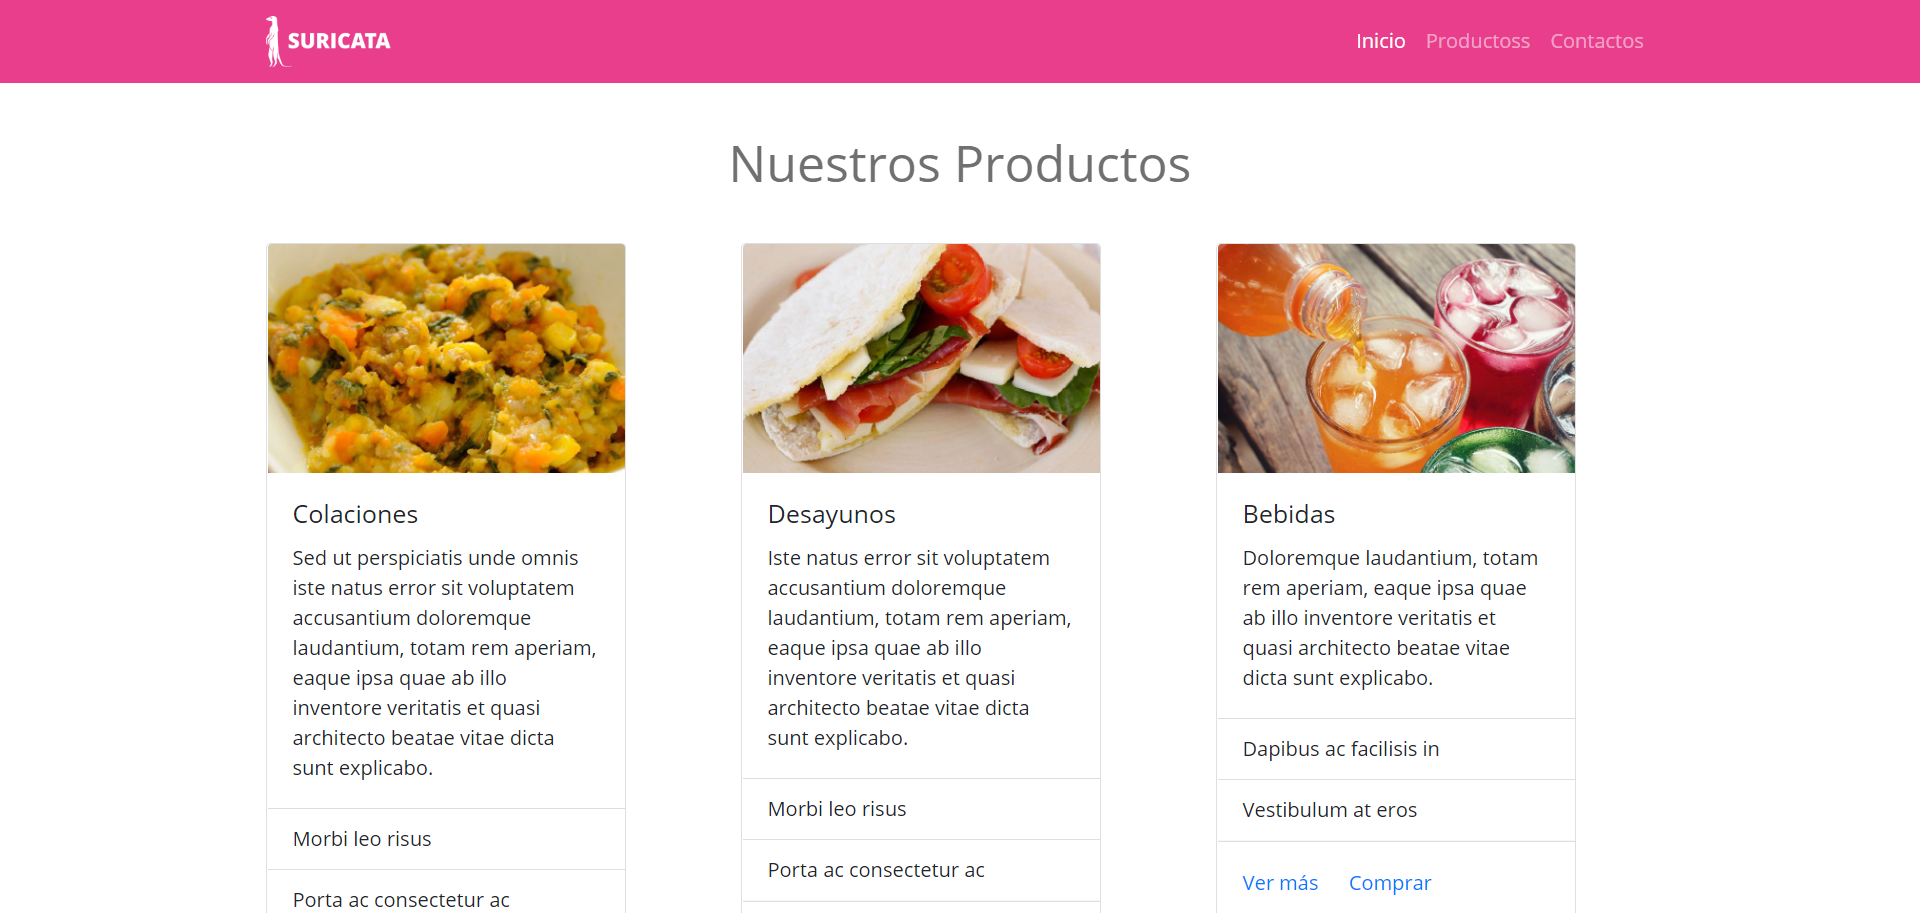 SURICATA
Inicio Productoss Contactos
Nuestros Productos
Colaciones
Sed ut perspiciatis unde omnis
iste natus error sit voluptatem
accusantium doloremque
laudantium, totam rem aperiam,
eaque ipsa quae ab illo
inventore veritatis et quasi
architecto beatae vitae dicta
sunt explicabo.
Morbi leo risus
Porta ac consectetur ac
Desayunos
Iste natus error sit voluptatem
accusantium doloremque
laudantium, totam rem aperiam,
eaque ipsa quae ab illo
inventore veritatis et quasi
architecto beatae vitae dicta
sunt explicabo.
Morbi leo risus
Porta ac consectetur ac
Bebidas
Doloremque laudantium, totam
rem aperiam, eaque ipsa quae
ab illo inventore veritatis et
quasi architecto beatae vitae
dicta sunt explicabo.
Dapibus ac facilisis in
Vestibulum at eros
Ver más Comprar